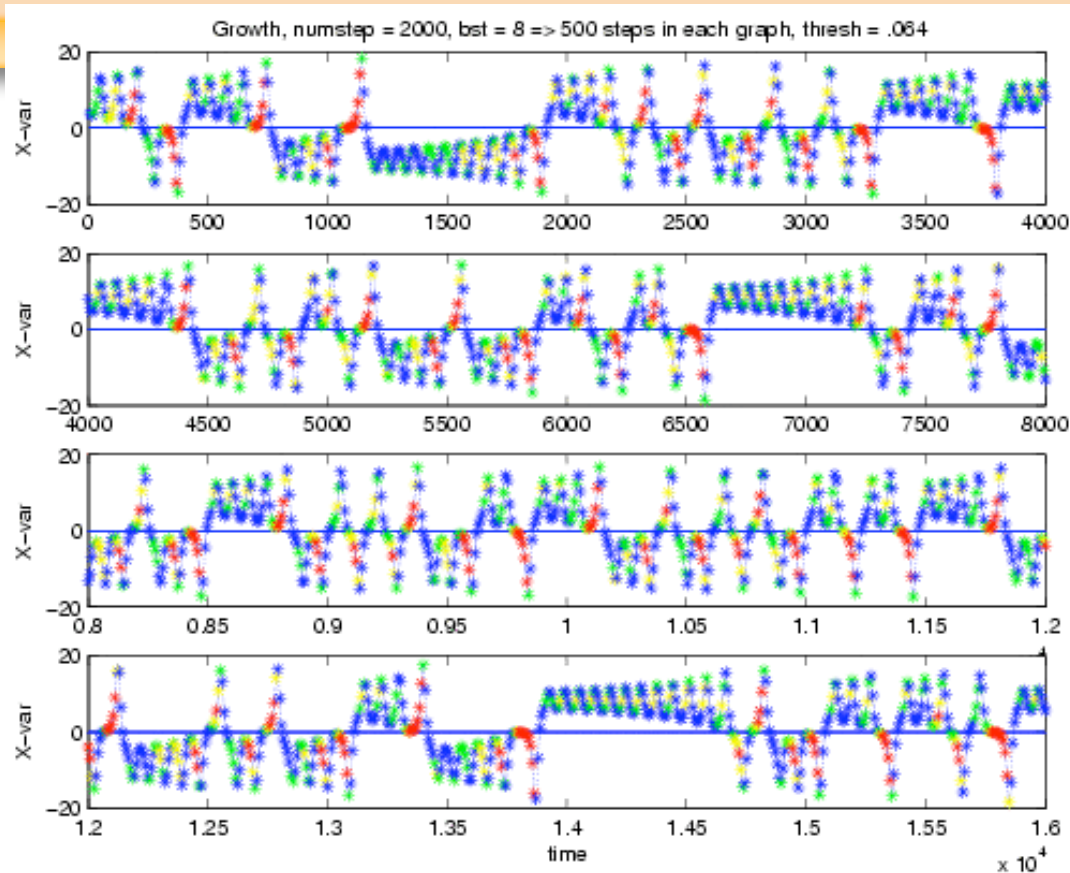 Growth, numstep = 2000, bst = 8 => 500 steps in each graph, thresh = .064
20
X-var
0
-20
0 500 1000 1500 2000 2500 3000 3500 4000
20
X-var
0
-20
4000 4500 5000 5500 6000 6500 7000 7500 8000
20
X-var
0
-20
0.8 0.85 0.9 0.95 1 1.05 1.1 1.15 1.2
20
X-var
0
-20
1.2 1.25 1.3 1.35 1.4 1.45 1.5 1.55 1.6
time
x 10^4